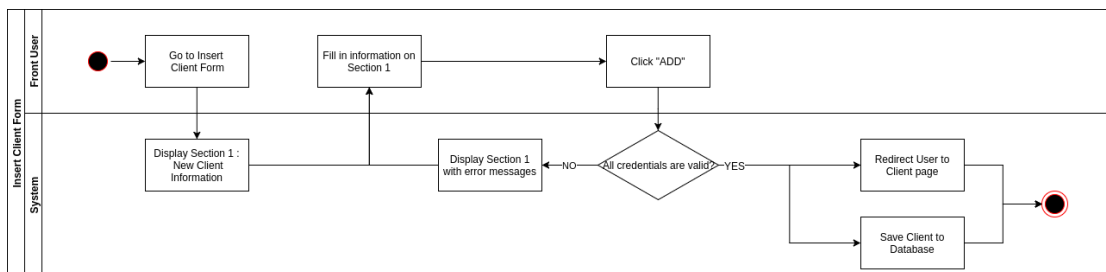 Insert Client Form
Front User
Go to Insert
Client Form
Fill in information on
Section 1
Click "ADD"
System
Display Section 1 :
New Client
Information
Display Section 1
with error messages
NO
All credentials are valid?
YES
Redirect User to
Client page
Save Client to
Database